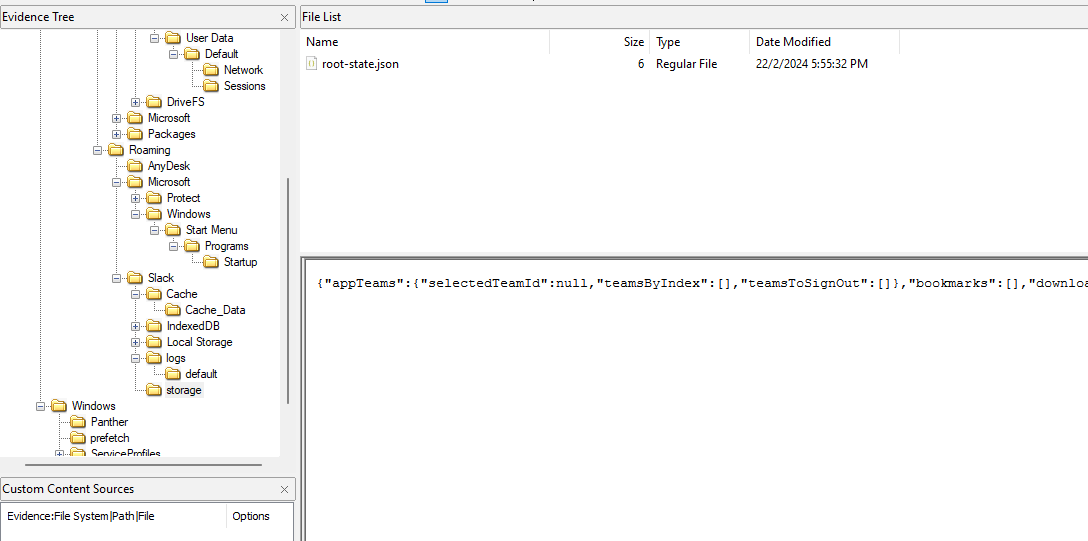 Evidence Tree
User Data
Default
Network
Sessions
DriveFS
Microsoft
Packages
Roaming
AnyDesk
Microsoft
Protect
Windows
Start Menu
Programs
Startup
Slack
Cache
Cache_Data
IndexedDB
Local Storage
logs
default
storage
Windows
Panther
prefetch
ServiceProfiles
Custom Content Sources
Evidence:File System|Path|File Options
File List
Name Size Type Date Modified
root-state.json 6 Regular File 22/2/2024 5:55:32 PM
{"appTeams":{"selectedTeamId":null,"teamsByIndex":[],"teamsToSignOut":[]},"bookmarks":[],"downloa